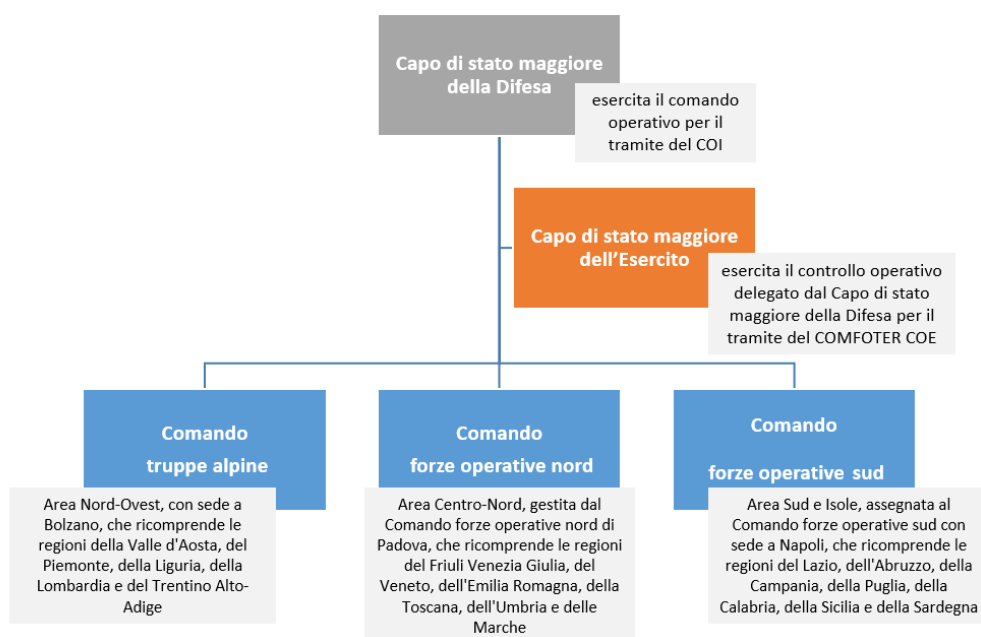 Capo di stato maggiore
della Difesa
esercita il comando
operativo per il
tramite del COI
Capo di stato maggiore
dell’Esercito
esercita il controllo operativo
delegato dal Capo di stato
maggiore della Difesa per il
tramite del COMFOTER COE
Comando
truppe alpine
Area Nord-Ovest, con sede a
Bolzano, che ricomprende le
regioni della Valle d'Aosta, del
Piemonte, della Liguria, della
Lombardia e del Trentino Alto-
Adige
Comando
forze operative nord
Area Centro-Nord, gestita dal
Comando forze operative nord di
Padova, che ricomprende le regioni
del Friuli Venezia Giulia, del
Veneto, dell'Emilia Romagna, della
Toscana, dell'Umbria e delle
Marche
Comando
forze operative sud
Area Sud e Isole, assegnata al
Comando forze operative sud con
sede a Napoli, che ricomprende le
regioni del Lazio, dell'Abruzzo, della
Campania, della Puglia, della
Calabria, della Sicilia e della Sardegna